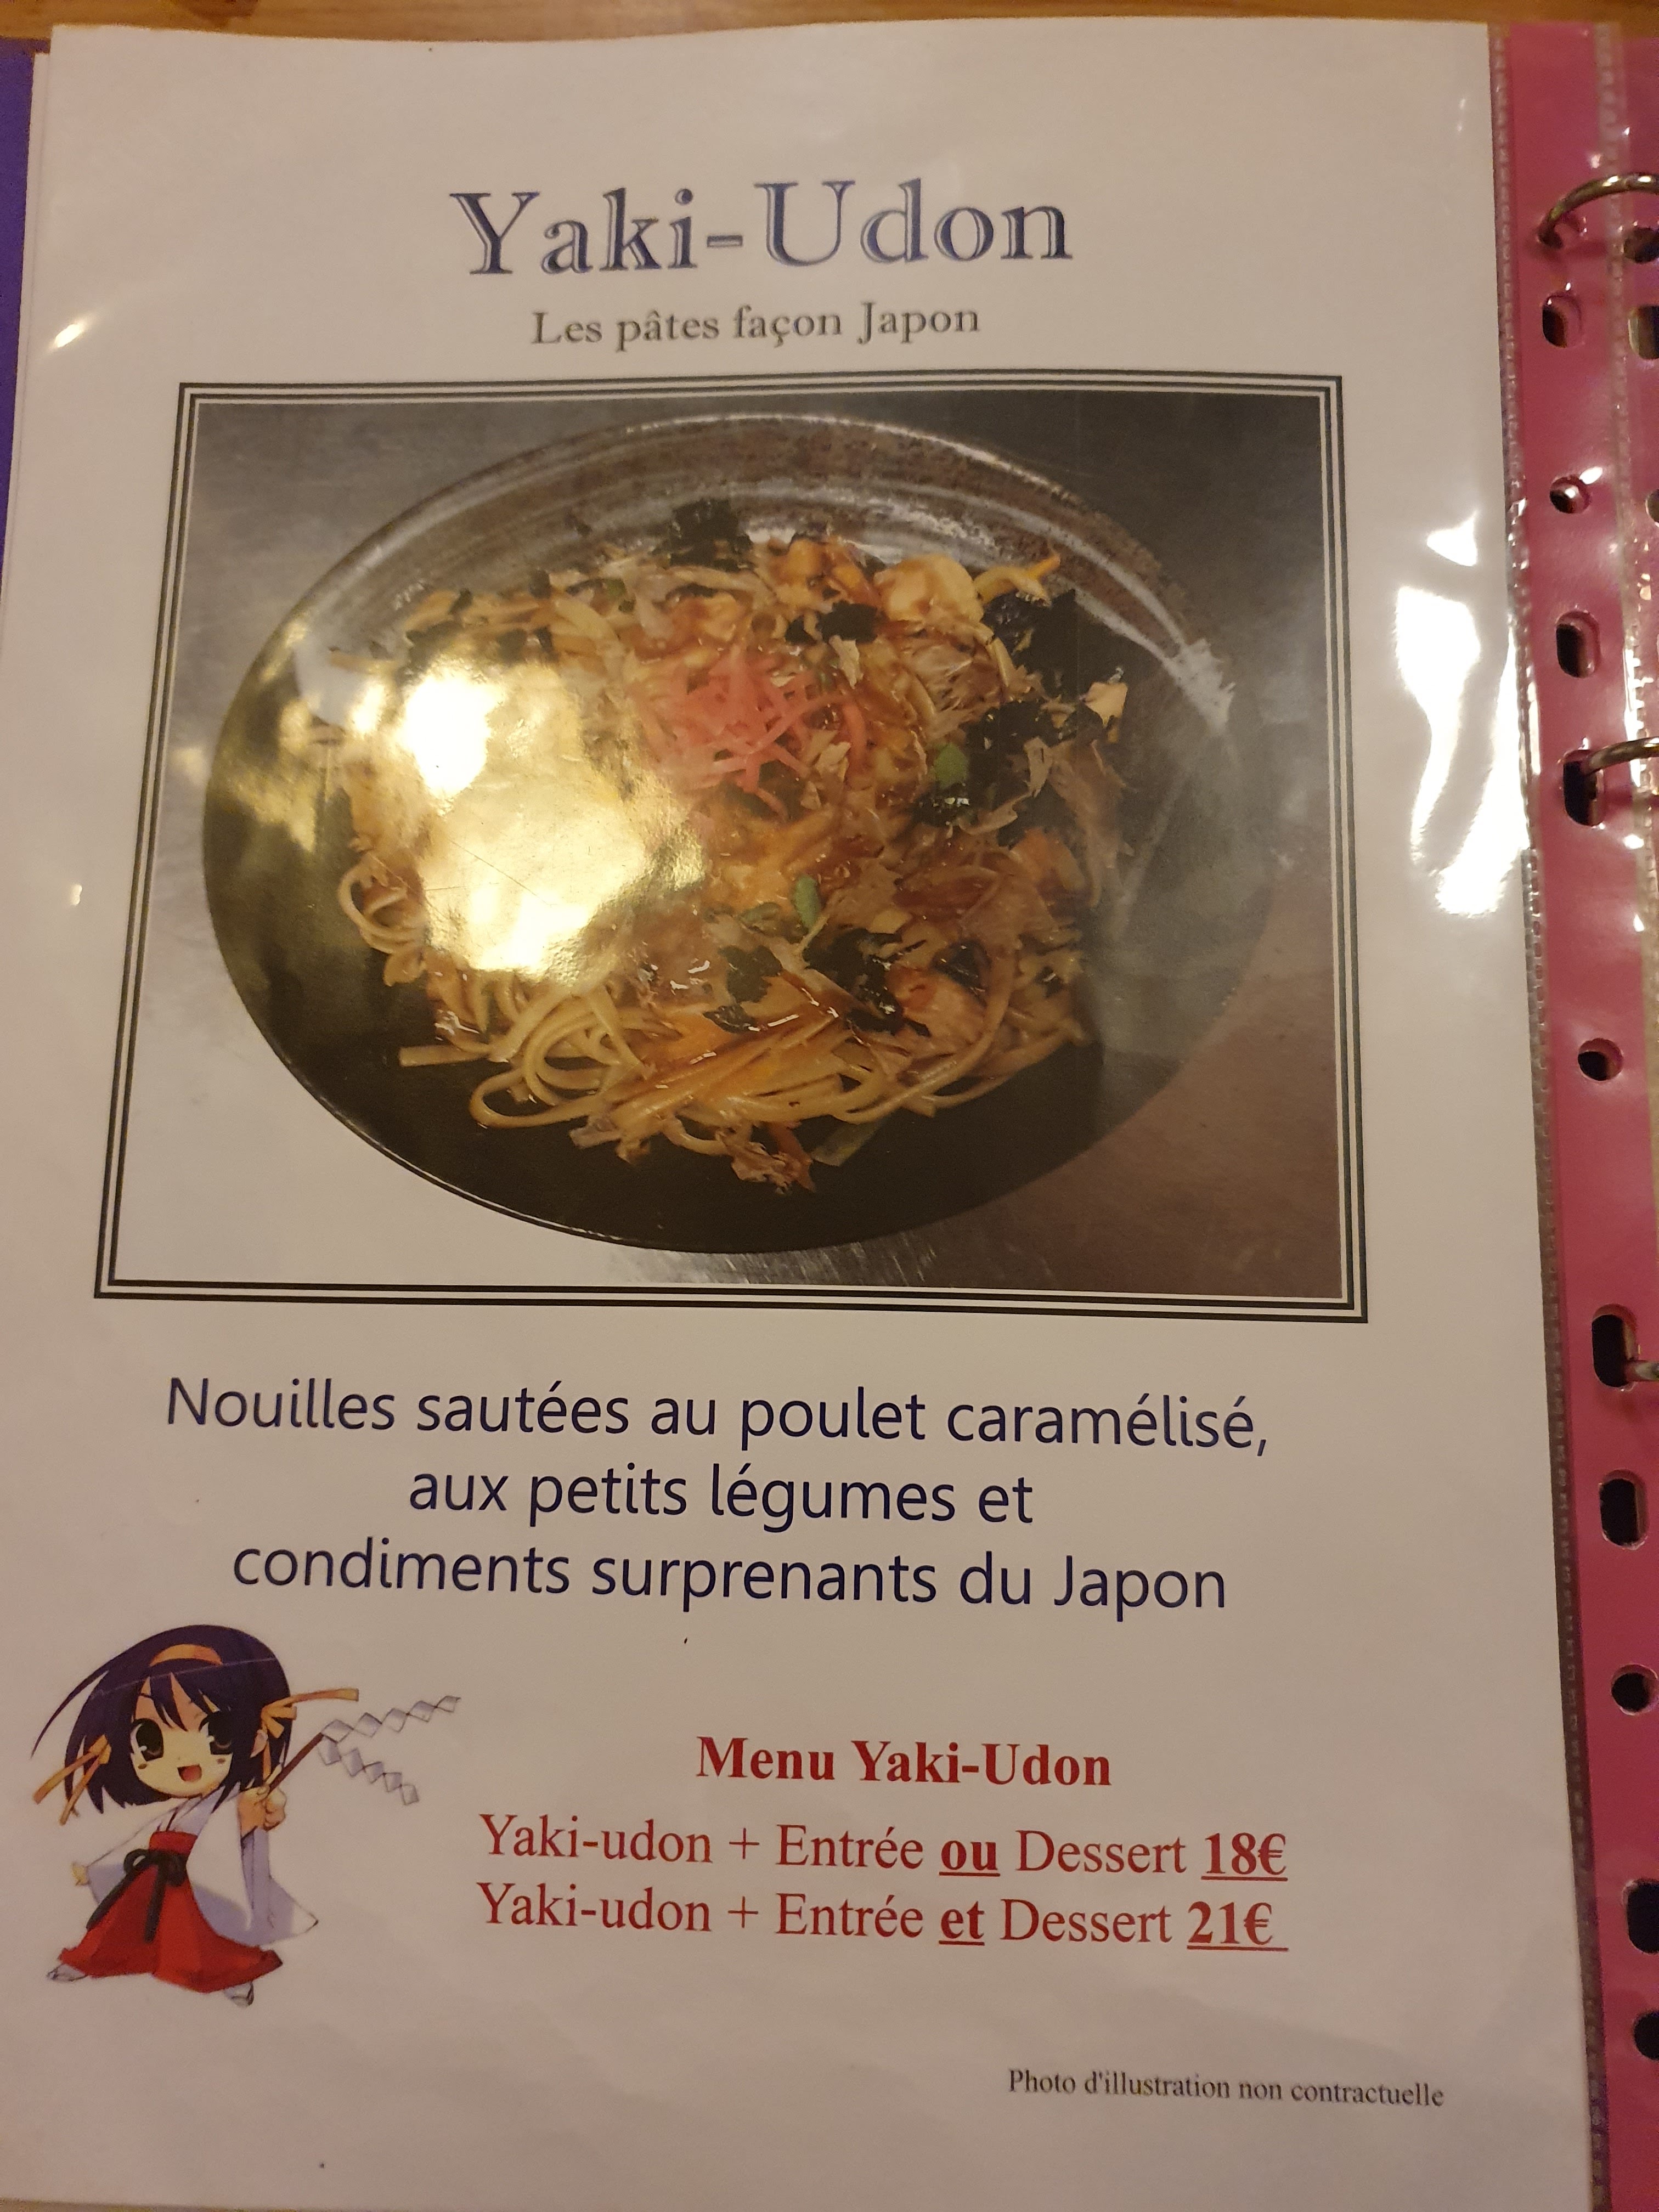 Yaki-Udon
Les pâtes façon Japon
Nouilles sautées au poulet caramélisé,
aux petits légumes et
condiments surprenants du Japon
Menu Yaki-Udon
Yaki-udon + Entrée ou Dessert 18€
Yaki-udon + Entrée et Dessert 21€
Photo d'illustration non contractuelle